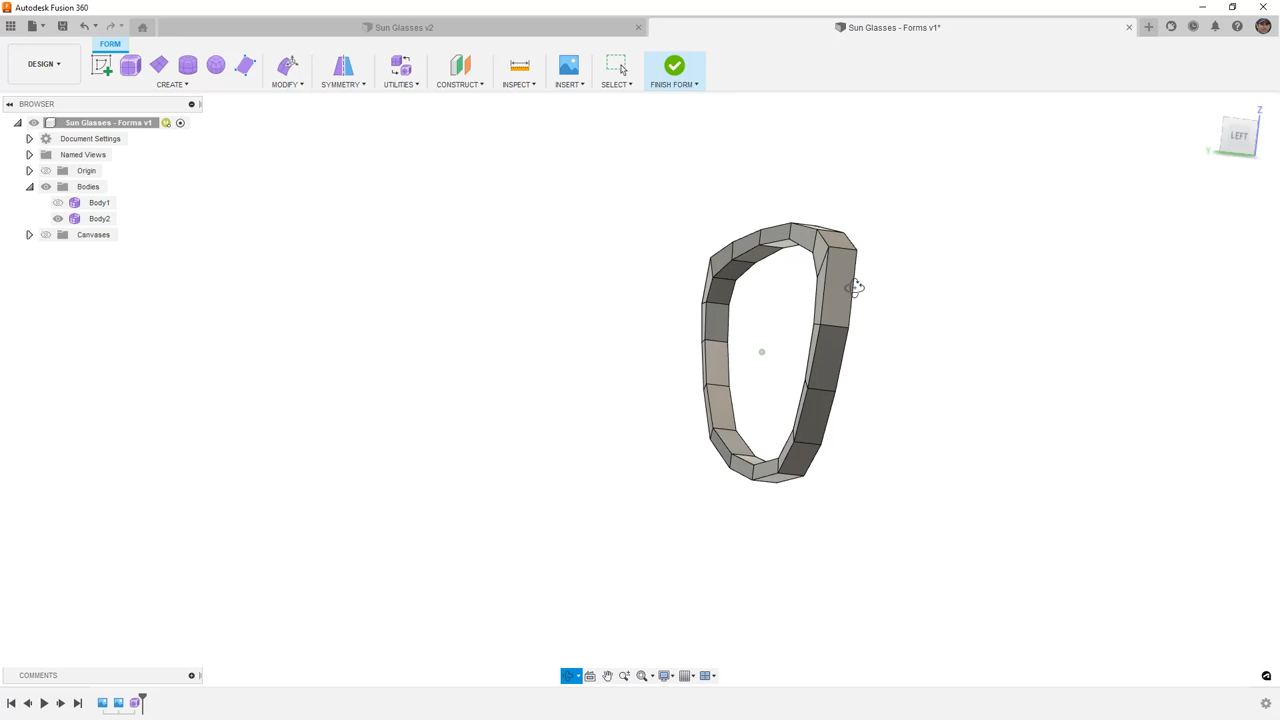 Autodesk Fusion 360
Sun Glasses v2
Sun Glasses - Forms v1*
FORM
DESIGN
CREATE
MODIFY
SYMMETRY
UTILITIES
CONSTRUCT
INSPECT
INSERT
SELECT
FINISH FORM
BROWSER
Sun Glasses - Forms v1
Document Settings
Named Views
Origin
Bodies
Body1
Body2
Canvases
Z
LEFT
Y
COMMENTS